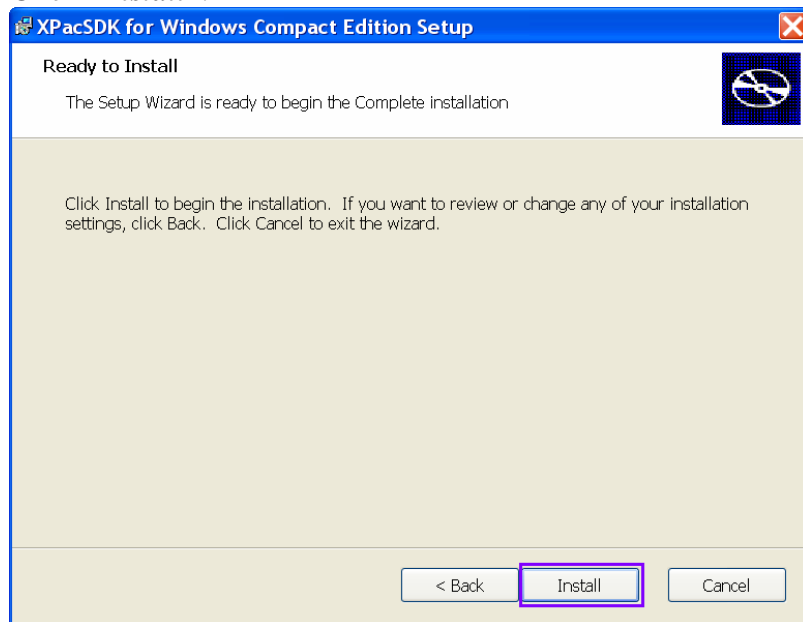 XPacSDK for Windows Compact Edition Setup
Ready to Install
The Setup Wizard is ready to begin the Complete installation
Click Install to begin the installation.  If you want to review or change any of your installation
settings, click Back.  Click Cancel to exit the wizard.
< Back
Install
Cancel